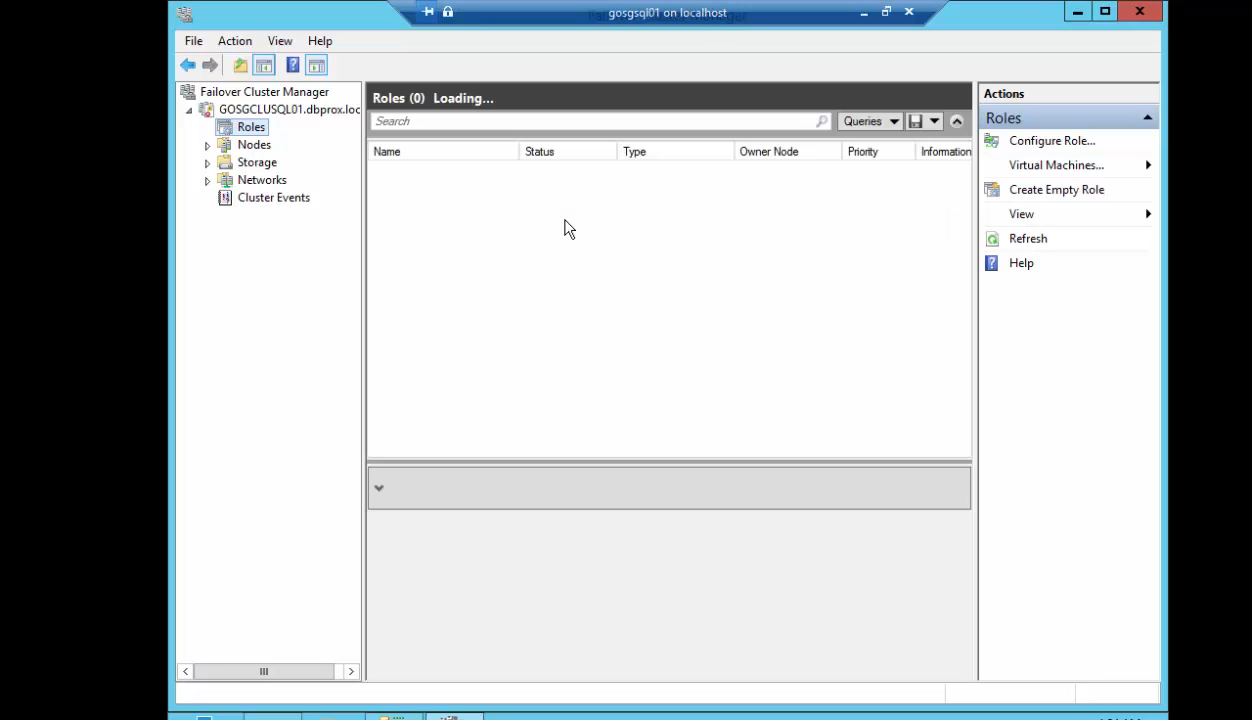 gosgsql01 on localhost
File Action View Help
Failover Cluster Manager
GOSGCLUSQL01.dbprox.loc
Roles
Nodes
Storage
Networks
Cluster Events
Roles (0) Loading...
Search
Queries
Name Status Type Owner Node Priority Information
Actions
Roles
Configure Role...
Virtual Machines...
Create Empty Role
View
Refresh
Help